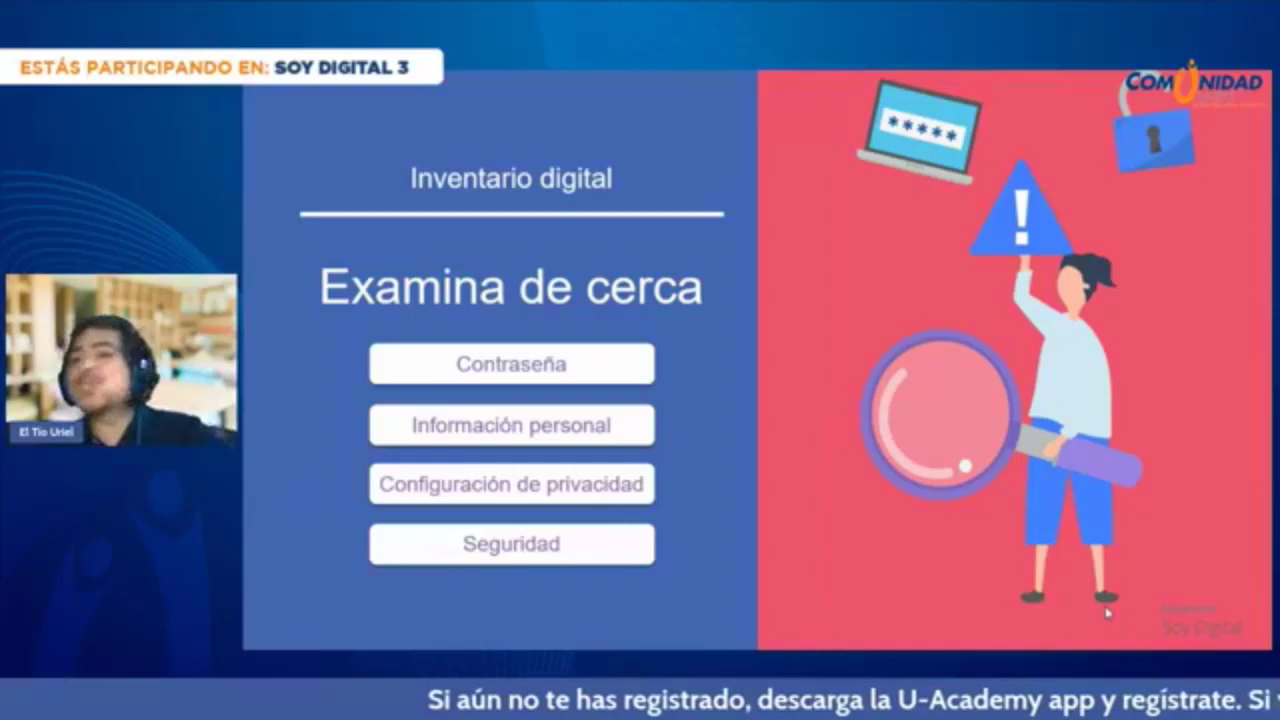 ESTÁS PARTICIPANDO EN: SOY DIGITAL 3
COMUNIDAD
Inventario digital
*****
!
Examina de cerca
Contraseña
Información personal
Configuración de privacidad
Seguridad
El Tío Uriel
Soy Digital
Si aún no te has registrado, descarga la U-Academy app y regístrate. Si